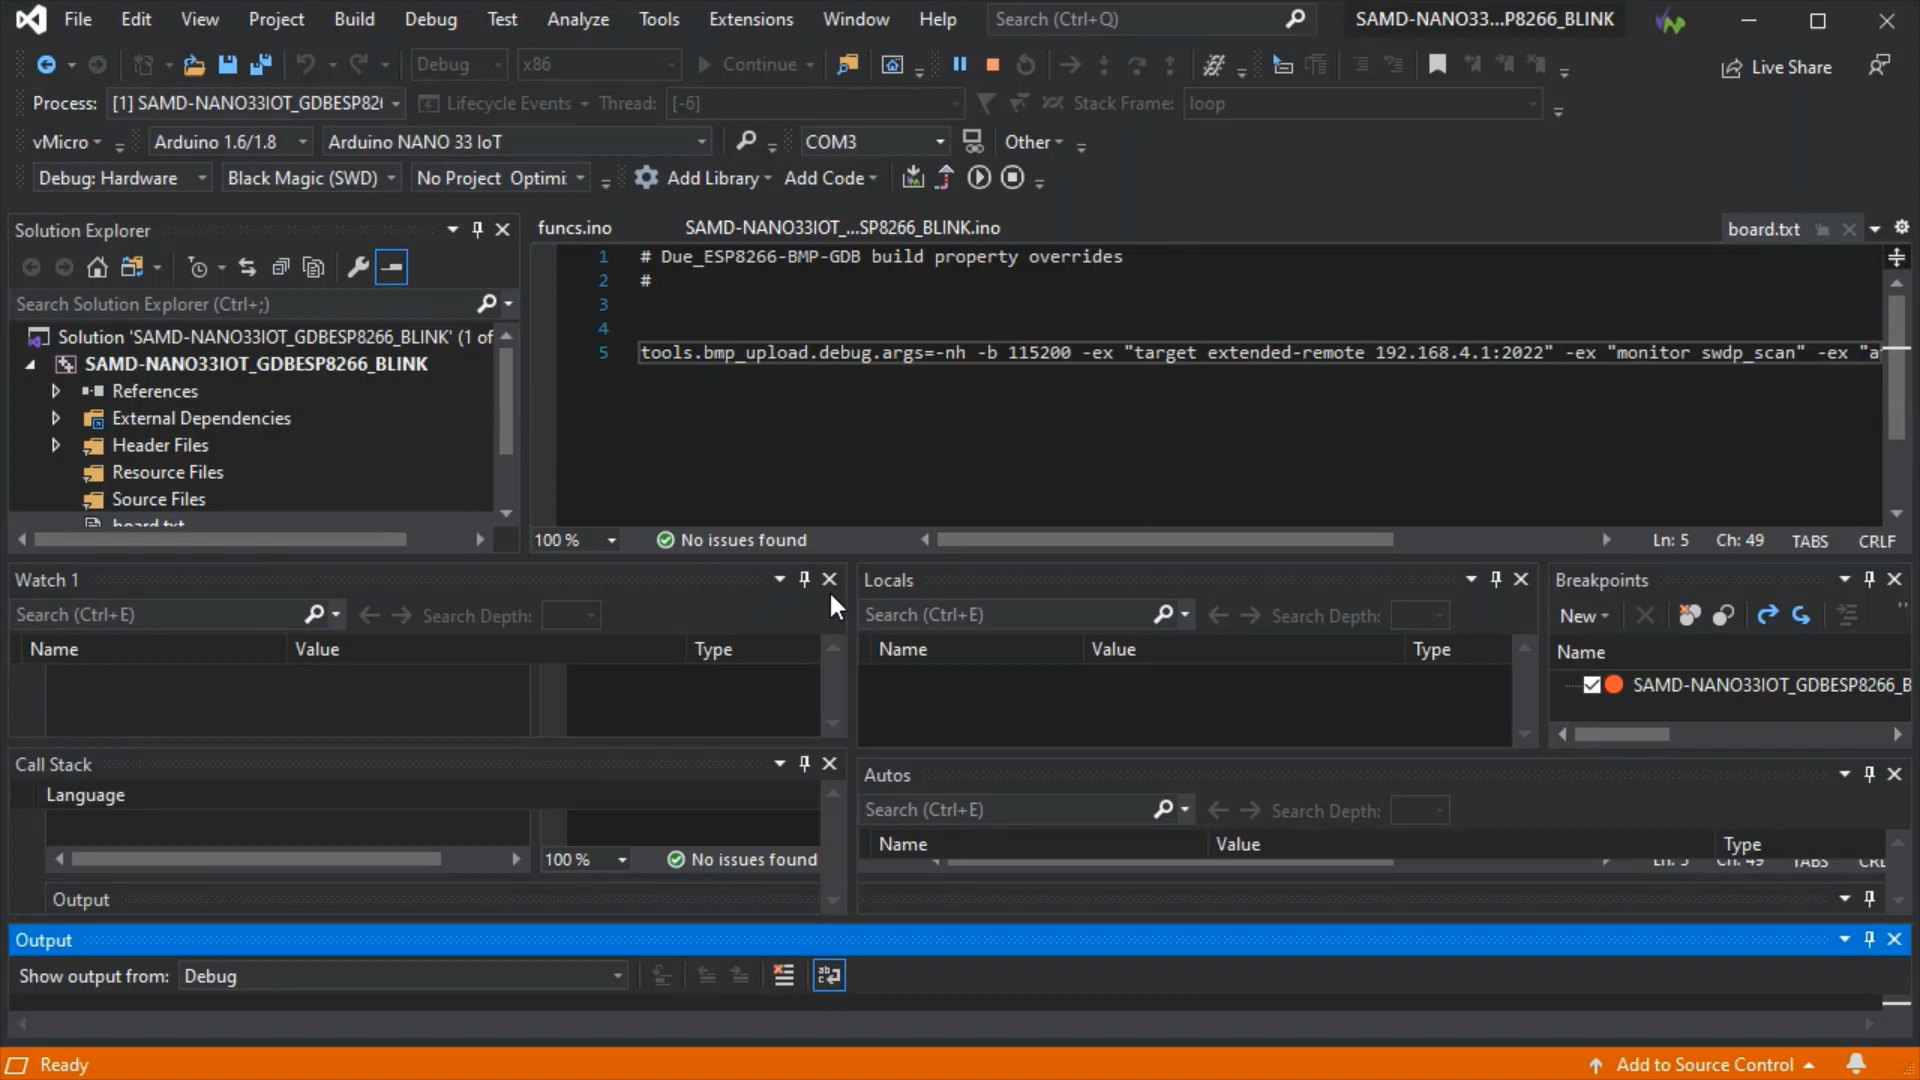 File Edit View Project Build Debug Test Analyze Tools Extensions Window Help Search (Ctrl+Q) SAMD-NANO33...P8266_BLINK
Debug x86 Continue Live Share
Process: [1] SAMD-NANO33IOT_GDBESP82 Lifecycle Events Thread: [-6] Stack Frame: loop
vMicro Arduino 1.6/1.8 Arduino NANO 33 IoT COM3 Other
Debug: Hardware Black Magic (SWD) No Project Optimi Add Library Add Code
Solution Explorer
Search Solution Explorer (Ctrl+;)
Solution 'SAMD-NANO33IOT_GDBESP8266_BLINK' (1 of
SAMD-NANO33IOT_GDBESP8266_BLINK
References
External Dependencies
Header Files
Resource Files
Source Files
board.txt
funcs.ino SAMD-NANO33IOT_...SP8266_BLINK.ino board.txt
1 # Due_ESP8266-BMP-GDB build property overrides
2 #
3
4
5 tools.bmp_upload.debug.args=-nh -b 115200 -ex "target extended-remote 192.168.4.1:2022" -ex "monitor swdp_scan" -ex "a
100 % No issues found Ln: 5 Ch: 49 TABS CRLF
Watch 1
Search (Ctrl+E) Search Depth:
Name Value Type
Locals
Search (Ctrl+E) Search Depth:
Name Value Type
Breakpoints
New
Name
SAMD-NANO33IOT_GDBESP8266_B
Call Stack
Language
100 % No issues found
Output
Autos
Search (Ctrl+E) Search Depth:
Name Value Type
Ln: 5 Ch: 49 TABS CRL
Output
Show output from: Debug
Ready Add to Source Control